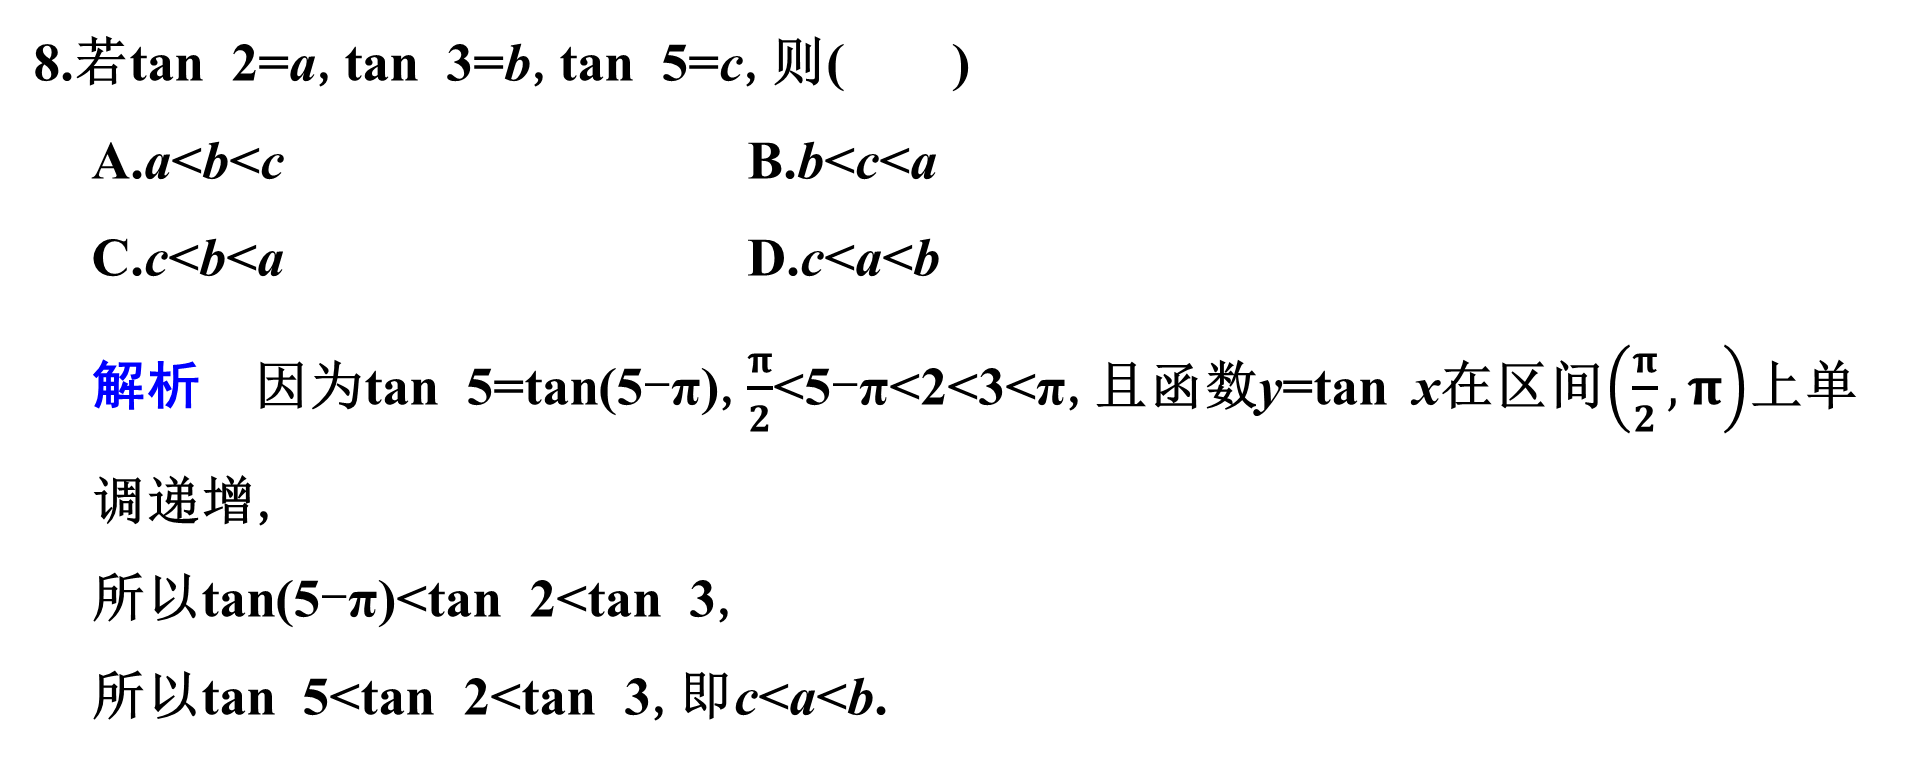 8.若tan 2=a, tan 3=b, tan 5=c, 则(  )
A.a<b<c B.b<c<a
C.c<b<a D.c<a<b
解析 因为tan 5=tan(5−π), π/2<5−π<2<3<π, 且函数y=tan x在区间(π/2,π)上单
调递增,
所以tan(5−π)<tan 2<tan 3,
所以tan 5<tan 2<tan 3, 即c<a<b.